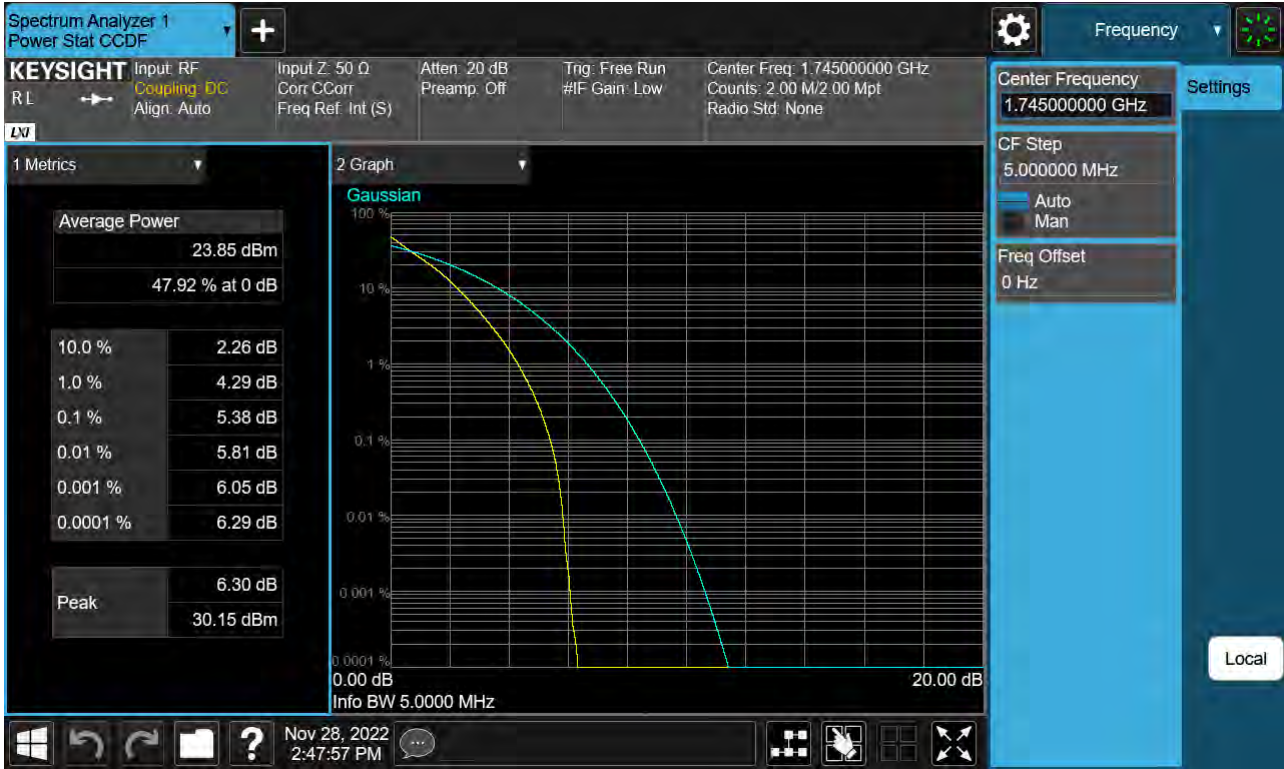 Spectrum Analyzer 1
Power Stat CCDF
Frequency
KEYSIGHT
R L
LXI
Input: RF
Coupling: DC
Align: Auto
Input Z: 50 Ω
Corr CCorr
Freq Ref: Int (S)
Atten: 20 dB
Preamp: Off
Trig: Free Run
#IF Gain: Low
Center Freq: 1.745000000 GHz
Counts: 2.00 M/2.00 Mpt
Radio Std: None
Center Frequency
1.745000000 GHz
Settings
CF Step
5.000000 MHz
Auto
Man
Freq Offset
0 Hz
Local
1 Metrics
Average Power
23.85 dBm
47.92 % at 0 dB
10.0 % 2.26 dB
1.0 % 4.29 dB
0.1 % 5.38 dB
0.01 % 5.81 dB
0.001 % 6.05 dB
0.0001 % 6.29 dB
Peak 6.30 dB
30.15 dBm
2 Graph
Gaussian
100 %
10 %
1 %
0.1 %
0.01 %
0.001 %
0.0001 %
0.00 dB 20.00 dB
Info BW 5.0000 MHz
?
Nov 28, 2022
2:47:57 PM